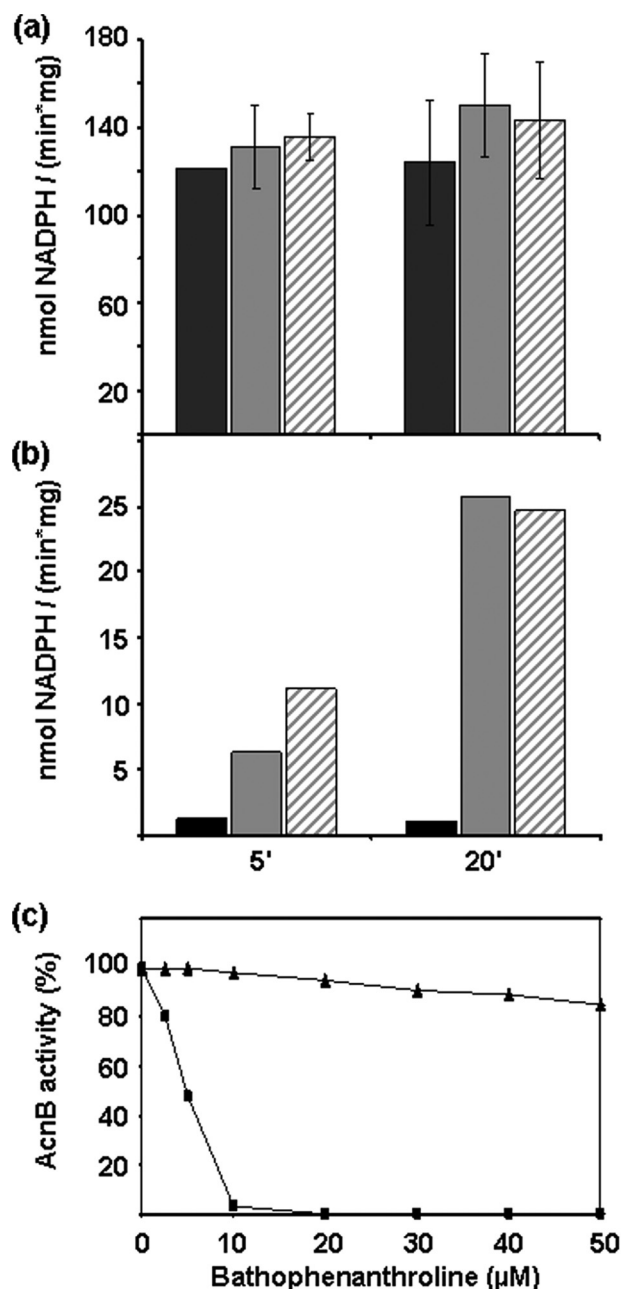 (a)
180
140
100
60
20
nmol NADPH / (min*mg)
(b)
25
20
15
10
5
nmol NADPH / (min*mg)
5' 20'
(c)
100
80
60
40
20
AcnB activity (%)
0 10 20 30 40 50
Bathophenanthroline (µM)